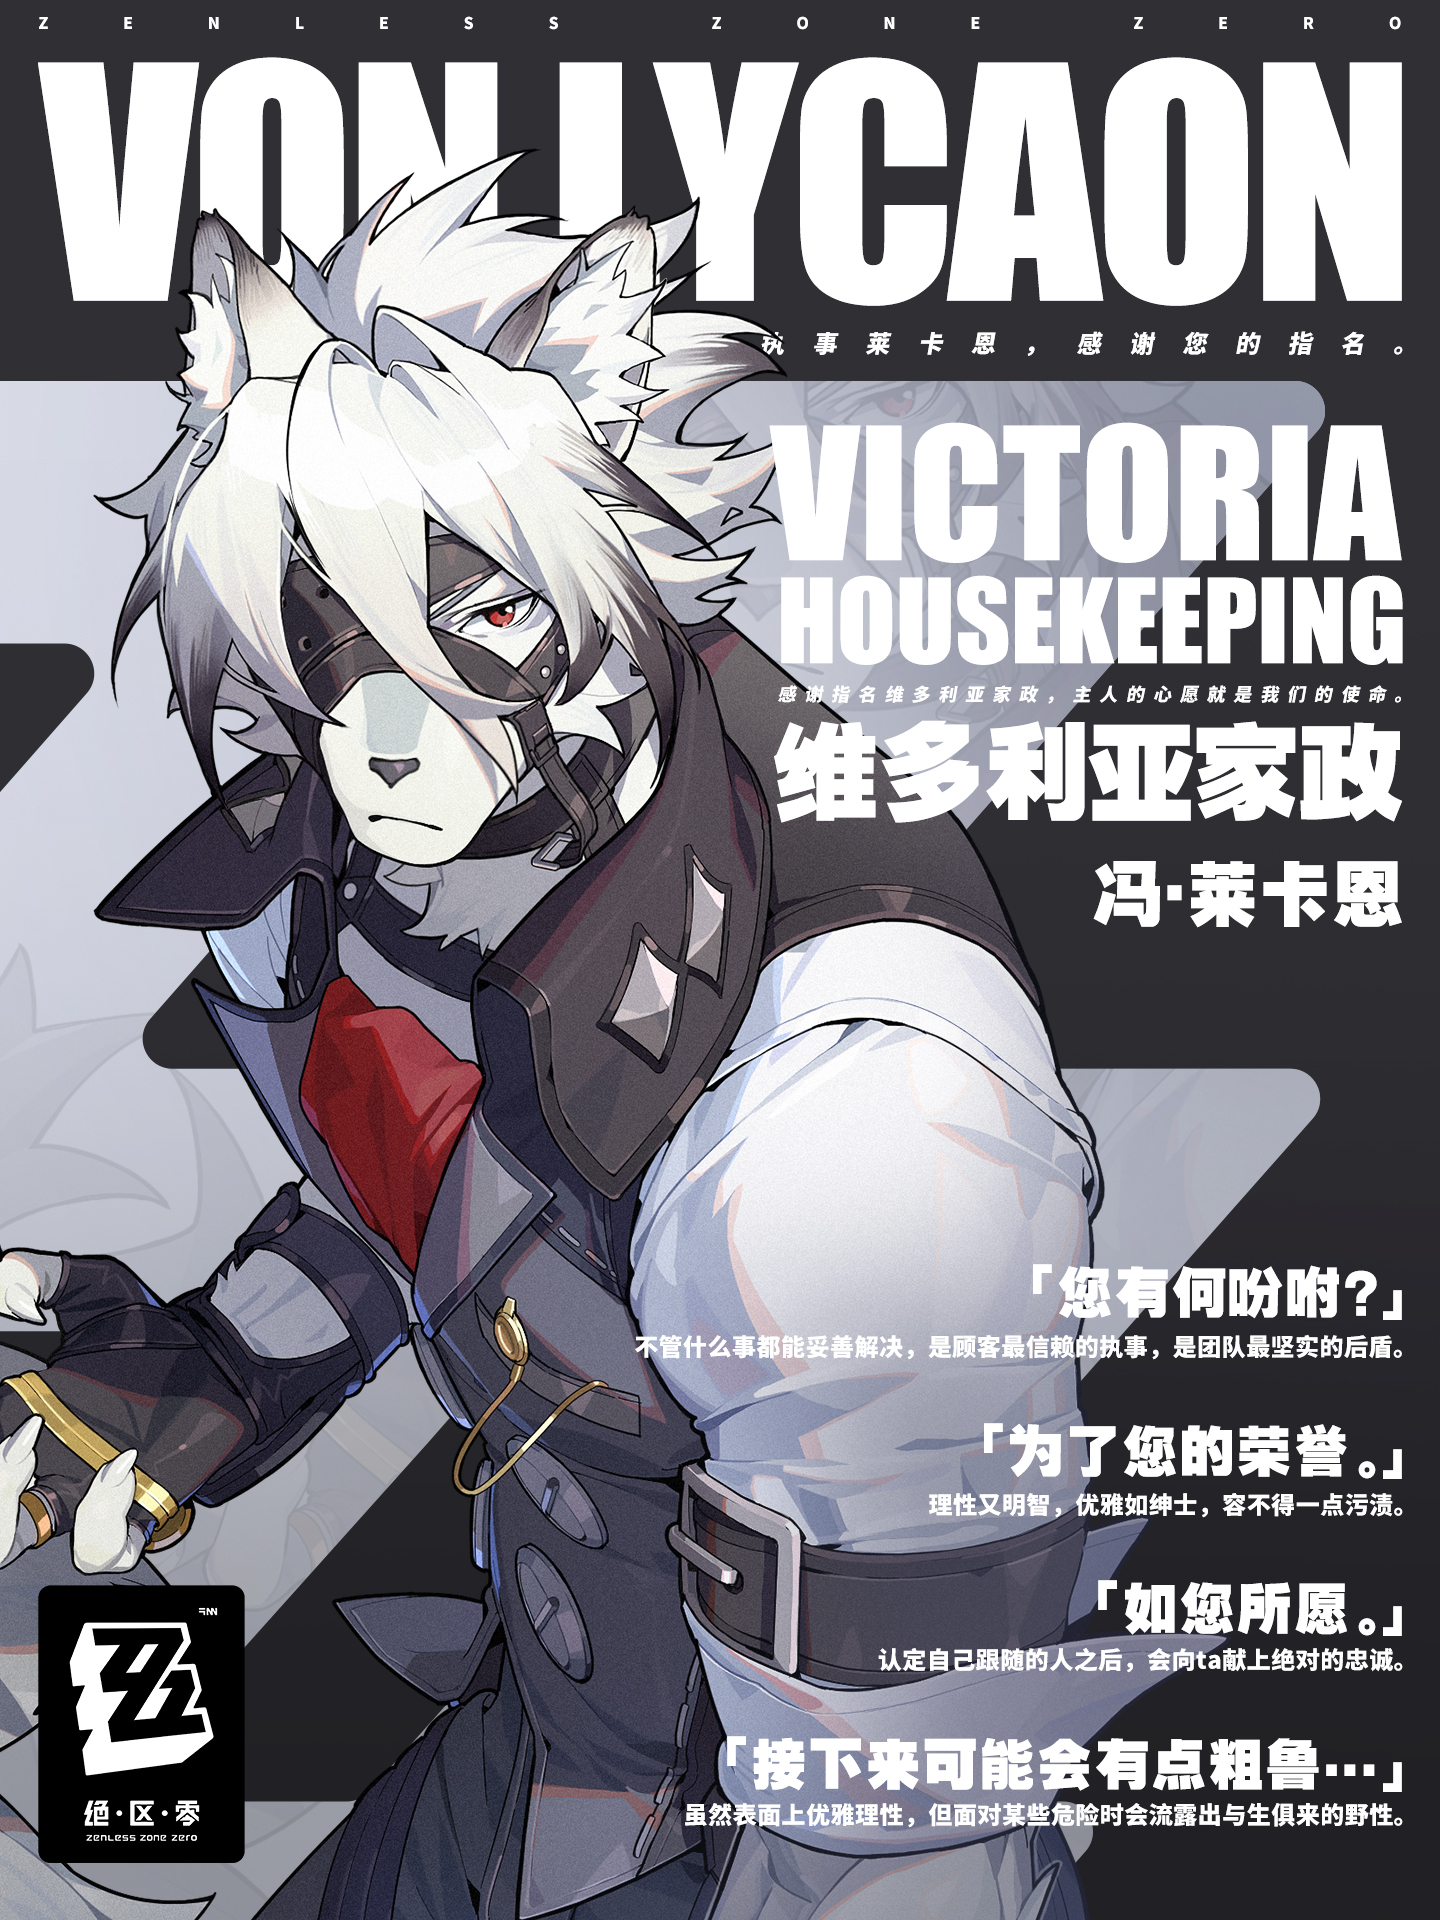 ZENLESS ZONE ZERO
VON LYCAON
执事莱卡恩，感谢您的指名。
VICTORIA
HOUSEKEEPING
感谢指名维多利亚家政，主人的心愿就是我们的使命。
维多利亚家政
冯·莱卡恩
「您有何吩咐?」
不管什么事都能妥善解决，是顾客最信赖的执事，是团队最坚实的后盾。
「为了您的荣誉。」
理性又明智，优雅如绅士，容不得一点污渍。
「如您所愿。」
认定自己跟随的人之后，会向ta献上绝对的忠诚。
「接下来可能会有点粗鲁…」
虽然表面上优雅理性，但面对某些危险时会流露出与生俱来的野性。
绝·区·零
zenless zone zero